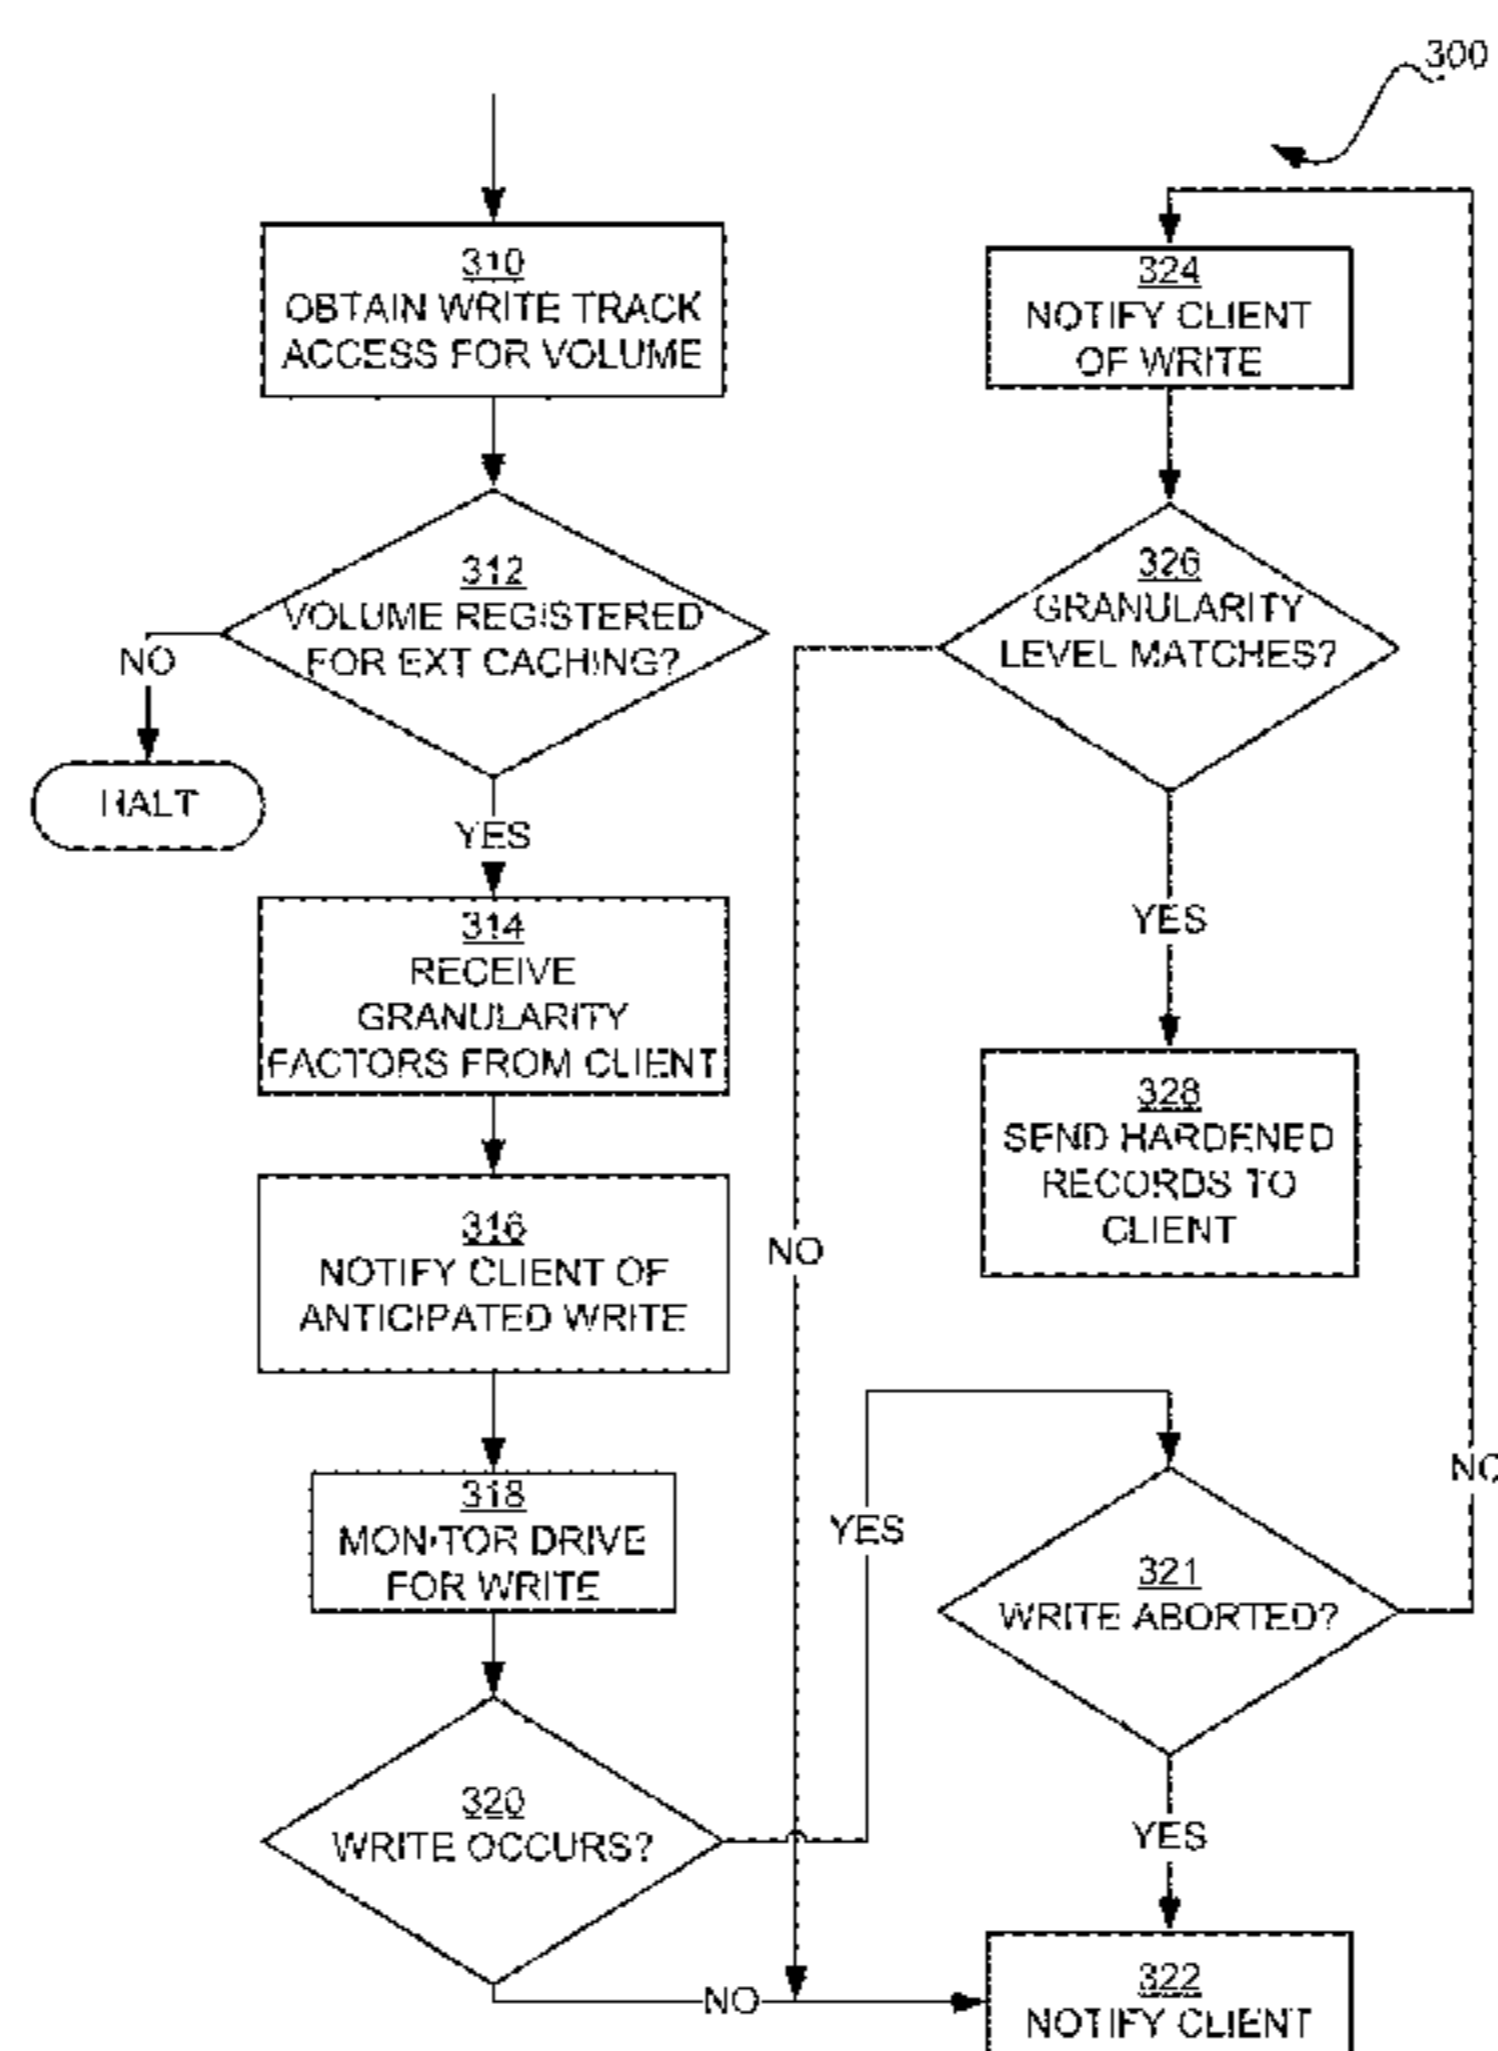 300
310
OBTAIN WRITE TRACK
ACCESS FOR VOLUME
312
VOLUME REGISTERED
FOR EXT CACHING?
NO
HALT
YES
314
RECEIVE
GRANULARITY
FACTORS FROM CLIENT
316
NOTIFY CLIENT OF
ANTICIPATED WRITE
318
MONITOR DRIVE
FOR WRITE
320
WRITE OCCURS?
YES
NO
324
NOTIFY CLIENT
OF WRITE
326
GRANULARITY
LEVEL MATCHES?
NO
YES
328
SEND HARDENED
RECORDS TO
CLIENT
321
WRITE ABORTED?
NO
YES
322
NOTIFY CLIENT